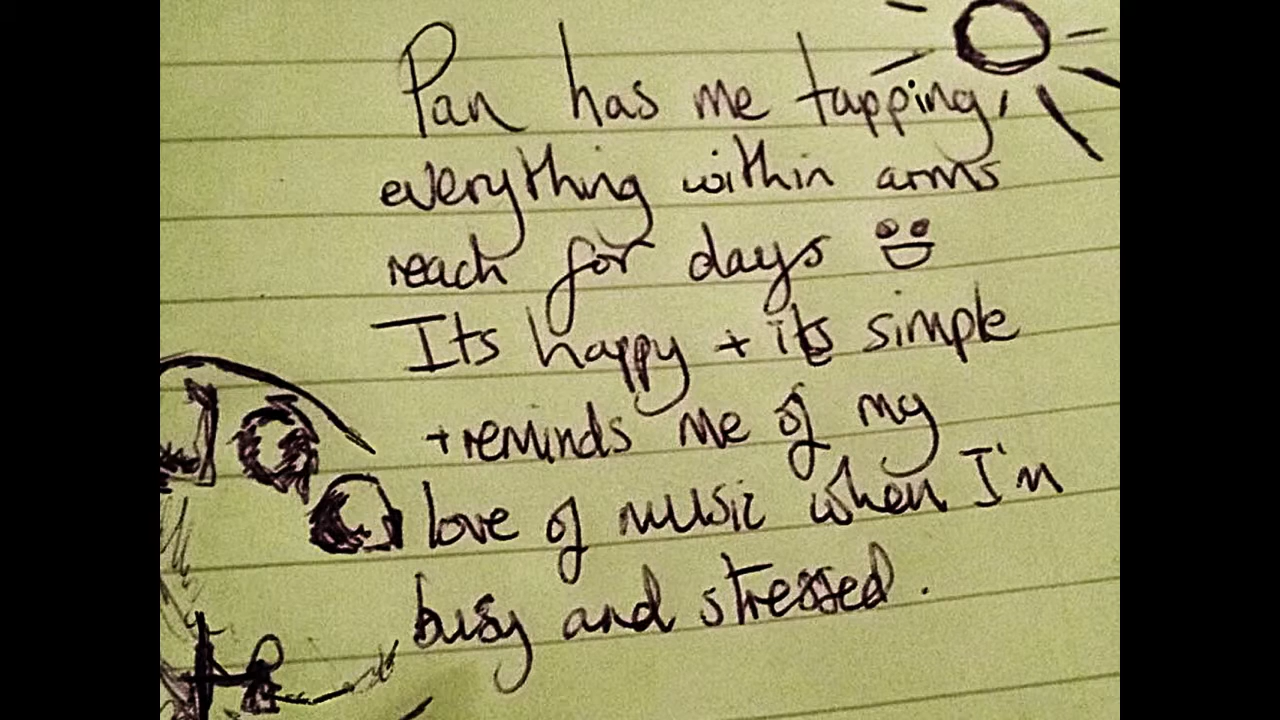 Pan has me tapping,
everything within arms
reach for days
Its happy + its simple
+reminds me of my
love of music when I'm
busy and stressed.